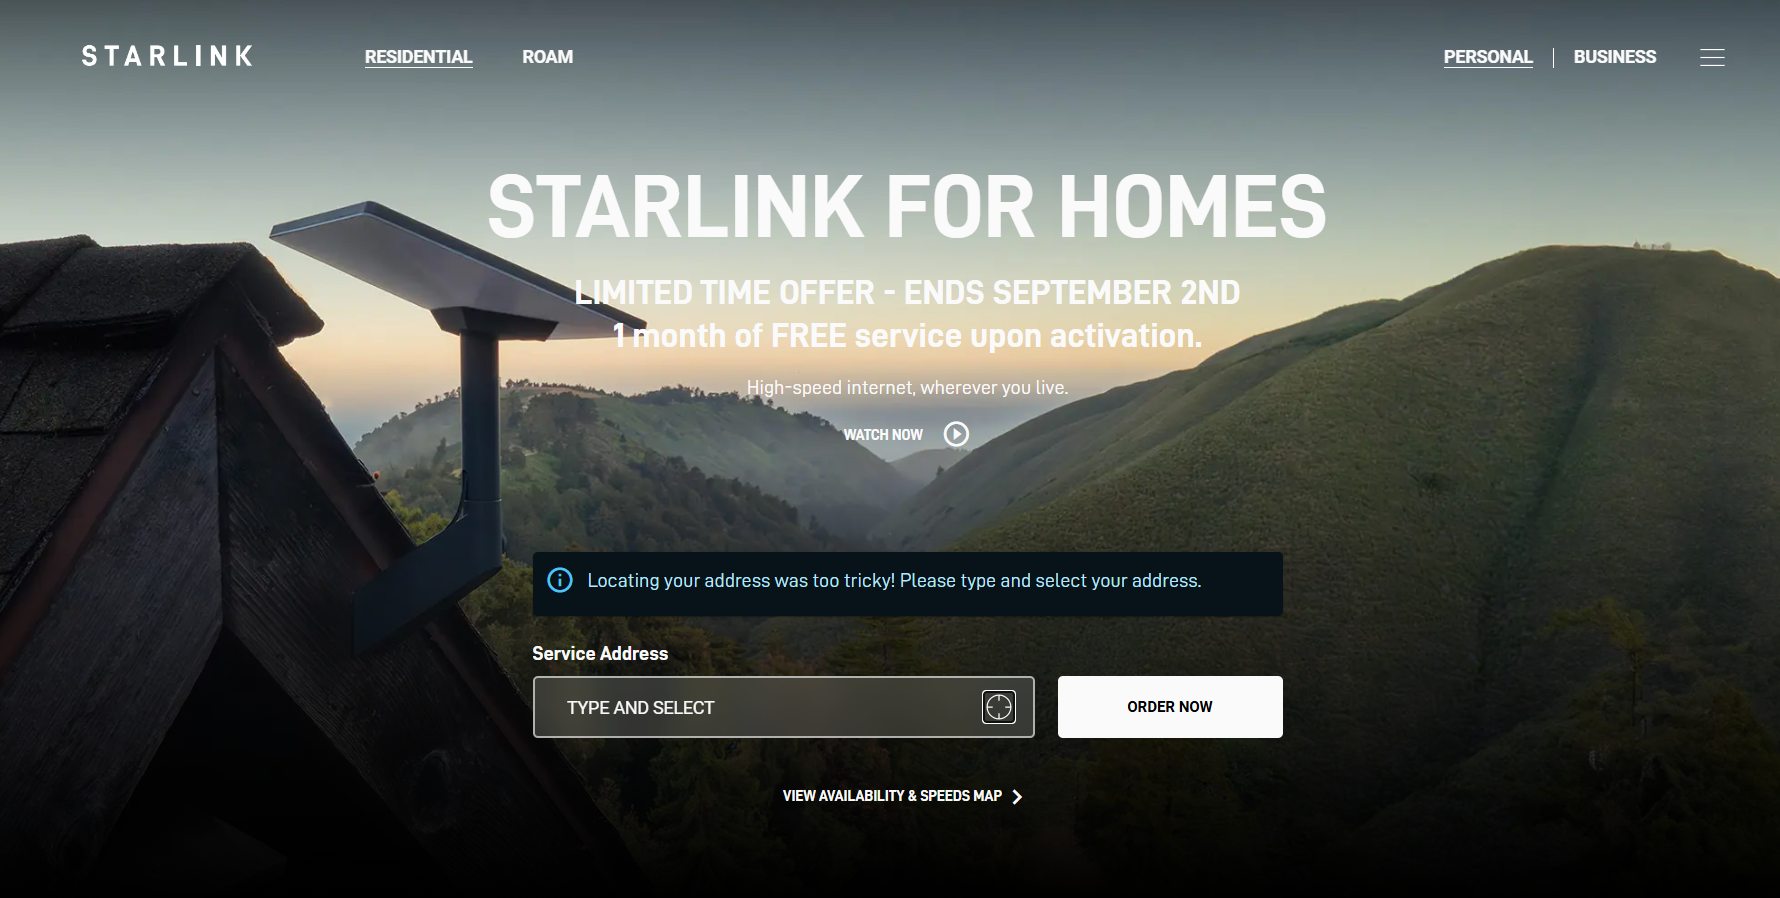 STARLINK
RESIDENTIAL
ROAM
PERSONAL
BUSINESS
STARLINK FOR HOMES
LIMITED TIME OFFER - ENDS SEPTEMBER 2ND
1 month of FREE service upon activation.
High-speed internet, wherever you live.
WATCH NOW
Locating your address was too tricky! Please type and select your address.
Service Address
TYPE AND SELECT
ORDER NOW
VIEW AVAILABILITY & SPEEDS MAP